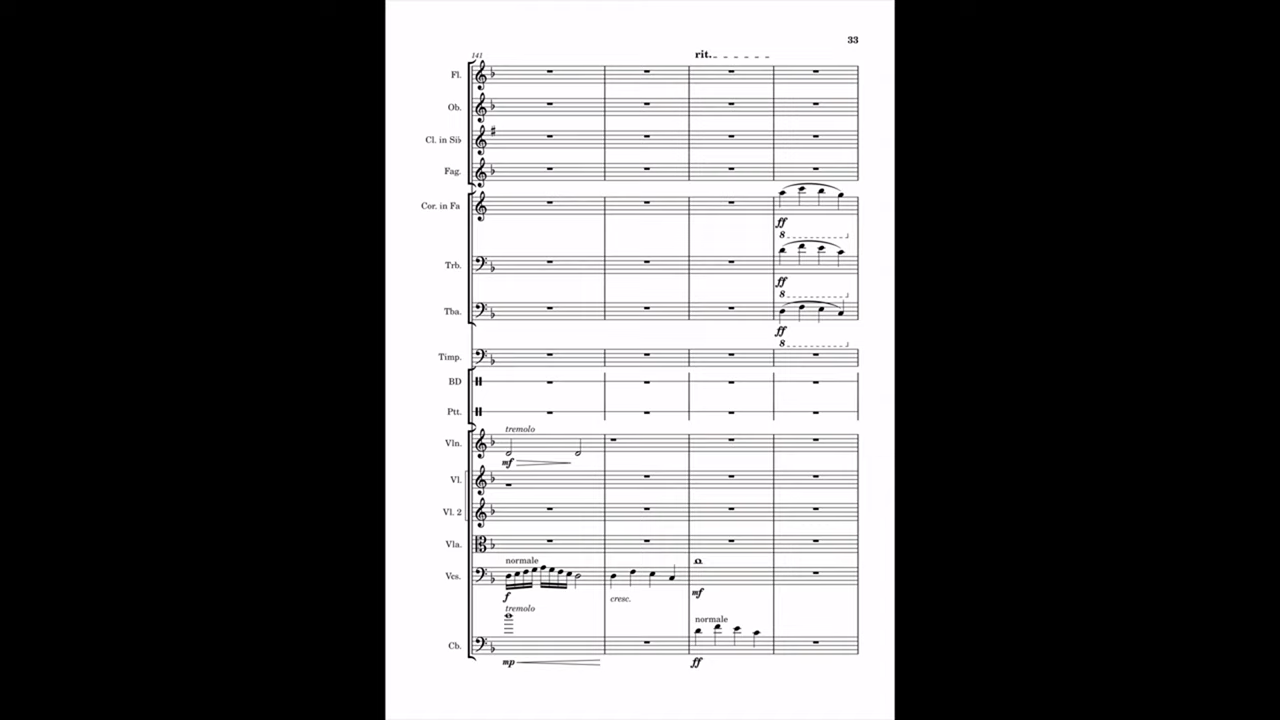 33
141
rit.
Fl.
Ob.
Cl. in Si♭
Fag.
Cor. in Fa
ff
8
Trb.
ff
8
Tba.
ff
8
Timp.
BD
Ptt.
tremolo
Vln.
mf
Vl.
Vl. 2
Vla.
normale
Vcs.
f cresc. mf
tremolo
normale
Cb.
mp ff